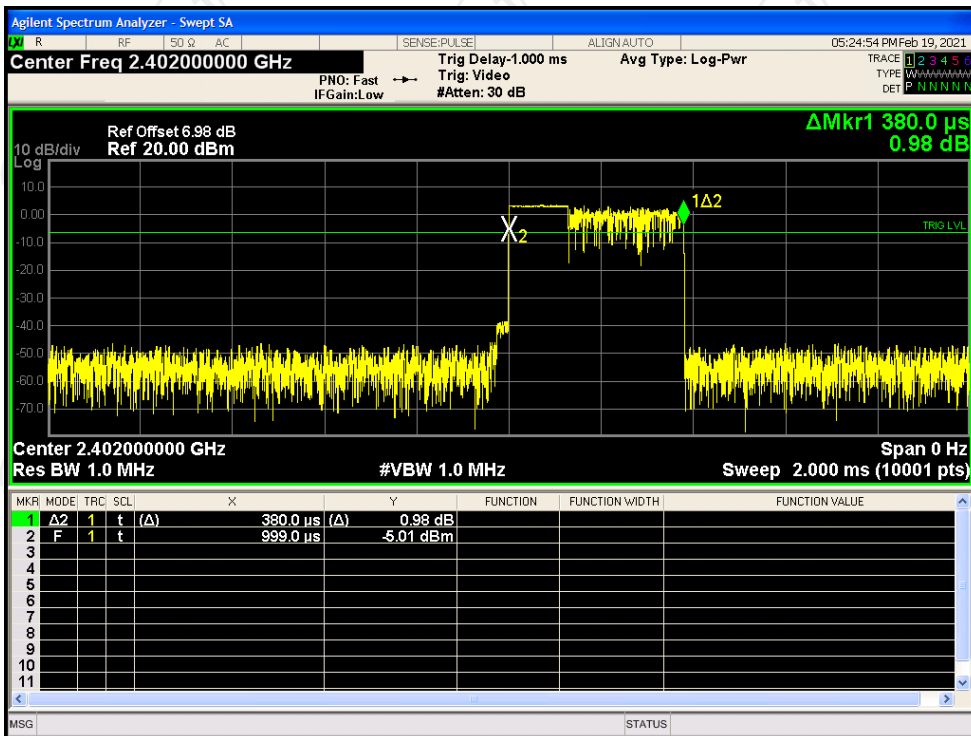 Agilent Spectrum Analyzer - Swept SA
LXI R RF 50 Ω AC SENSE:PULSE ALIGN AUTO 05:24:54 PM Feb 19, 2021
Center Freq 2.402000000 GHz
PNO: Fast
IFGain:Low
Trig Delay-1.000 ms
Trig: Video
#Atten: 30 dB
Avg Type: Log-Pwr
TRACE 1 2 3 4 5 6
TYPE W
DET P N N N N N
ΔMkr1 380.0 µs
0.98 dB
Ref Offset 6.98 dB
10 dB/div Ref 20.00 dBm
Log
10.0
0.00
-10.0
-20.0
-30.0
-40.0
-50.0
-60.0
-70.0
1Δ2
X2
TRIG LVL
Center 2.402000000 GHz Span 0 Hz
Res BW 1.0 MHz #VBW 1.0 MHz Sweep 2.000 ms (10001 pts)
MKR MODE TRC SCL X Y FUNCTION FUNCTION WIDTH FUNCTION VALUE
1 Δ2 1 t (Δ) 380.0 µs (Δ) 0.98 dB
2 F 1 t 999.0 µs -5.01 dBm
3
4
5
6
7
8
9
10
11
MSG STATUS